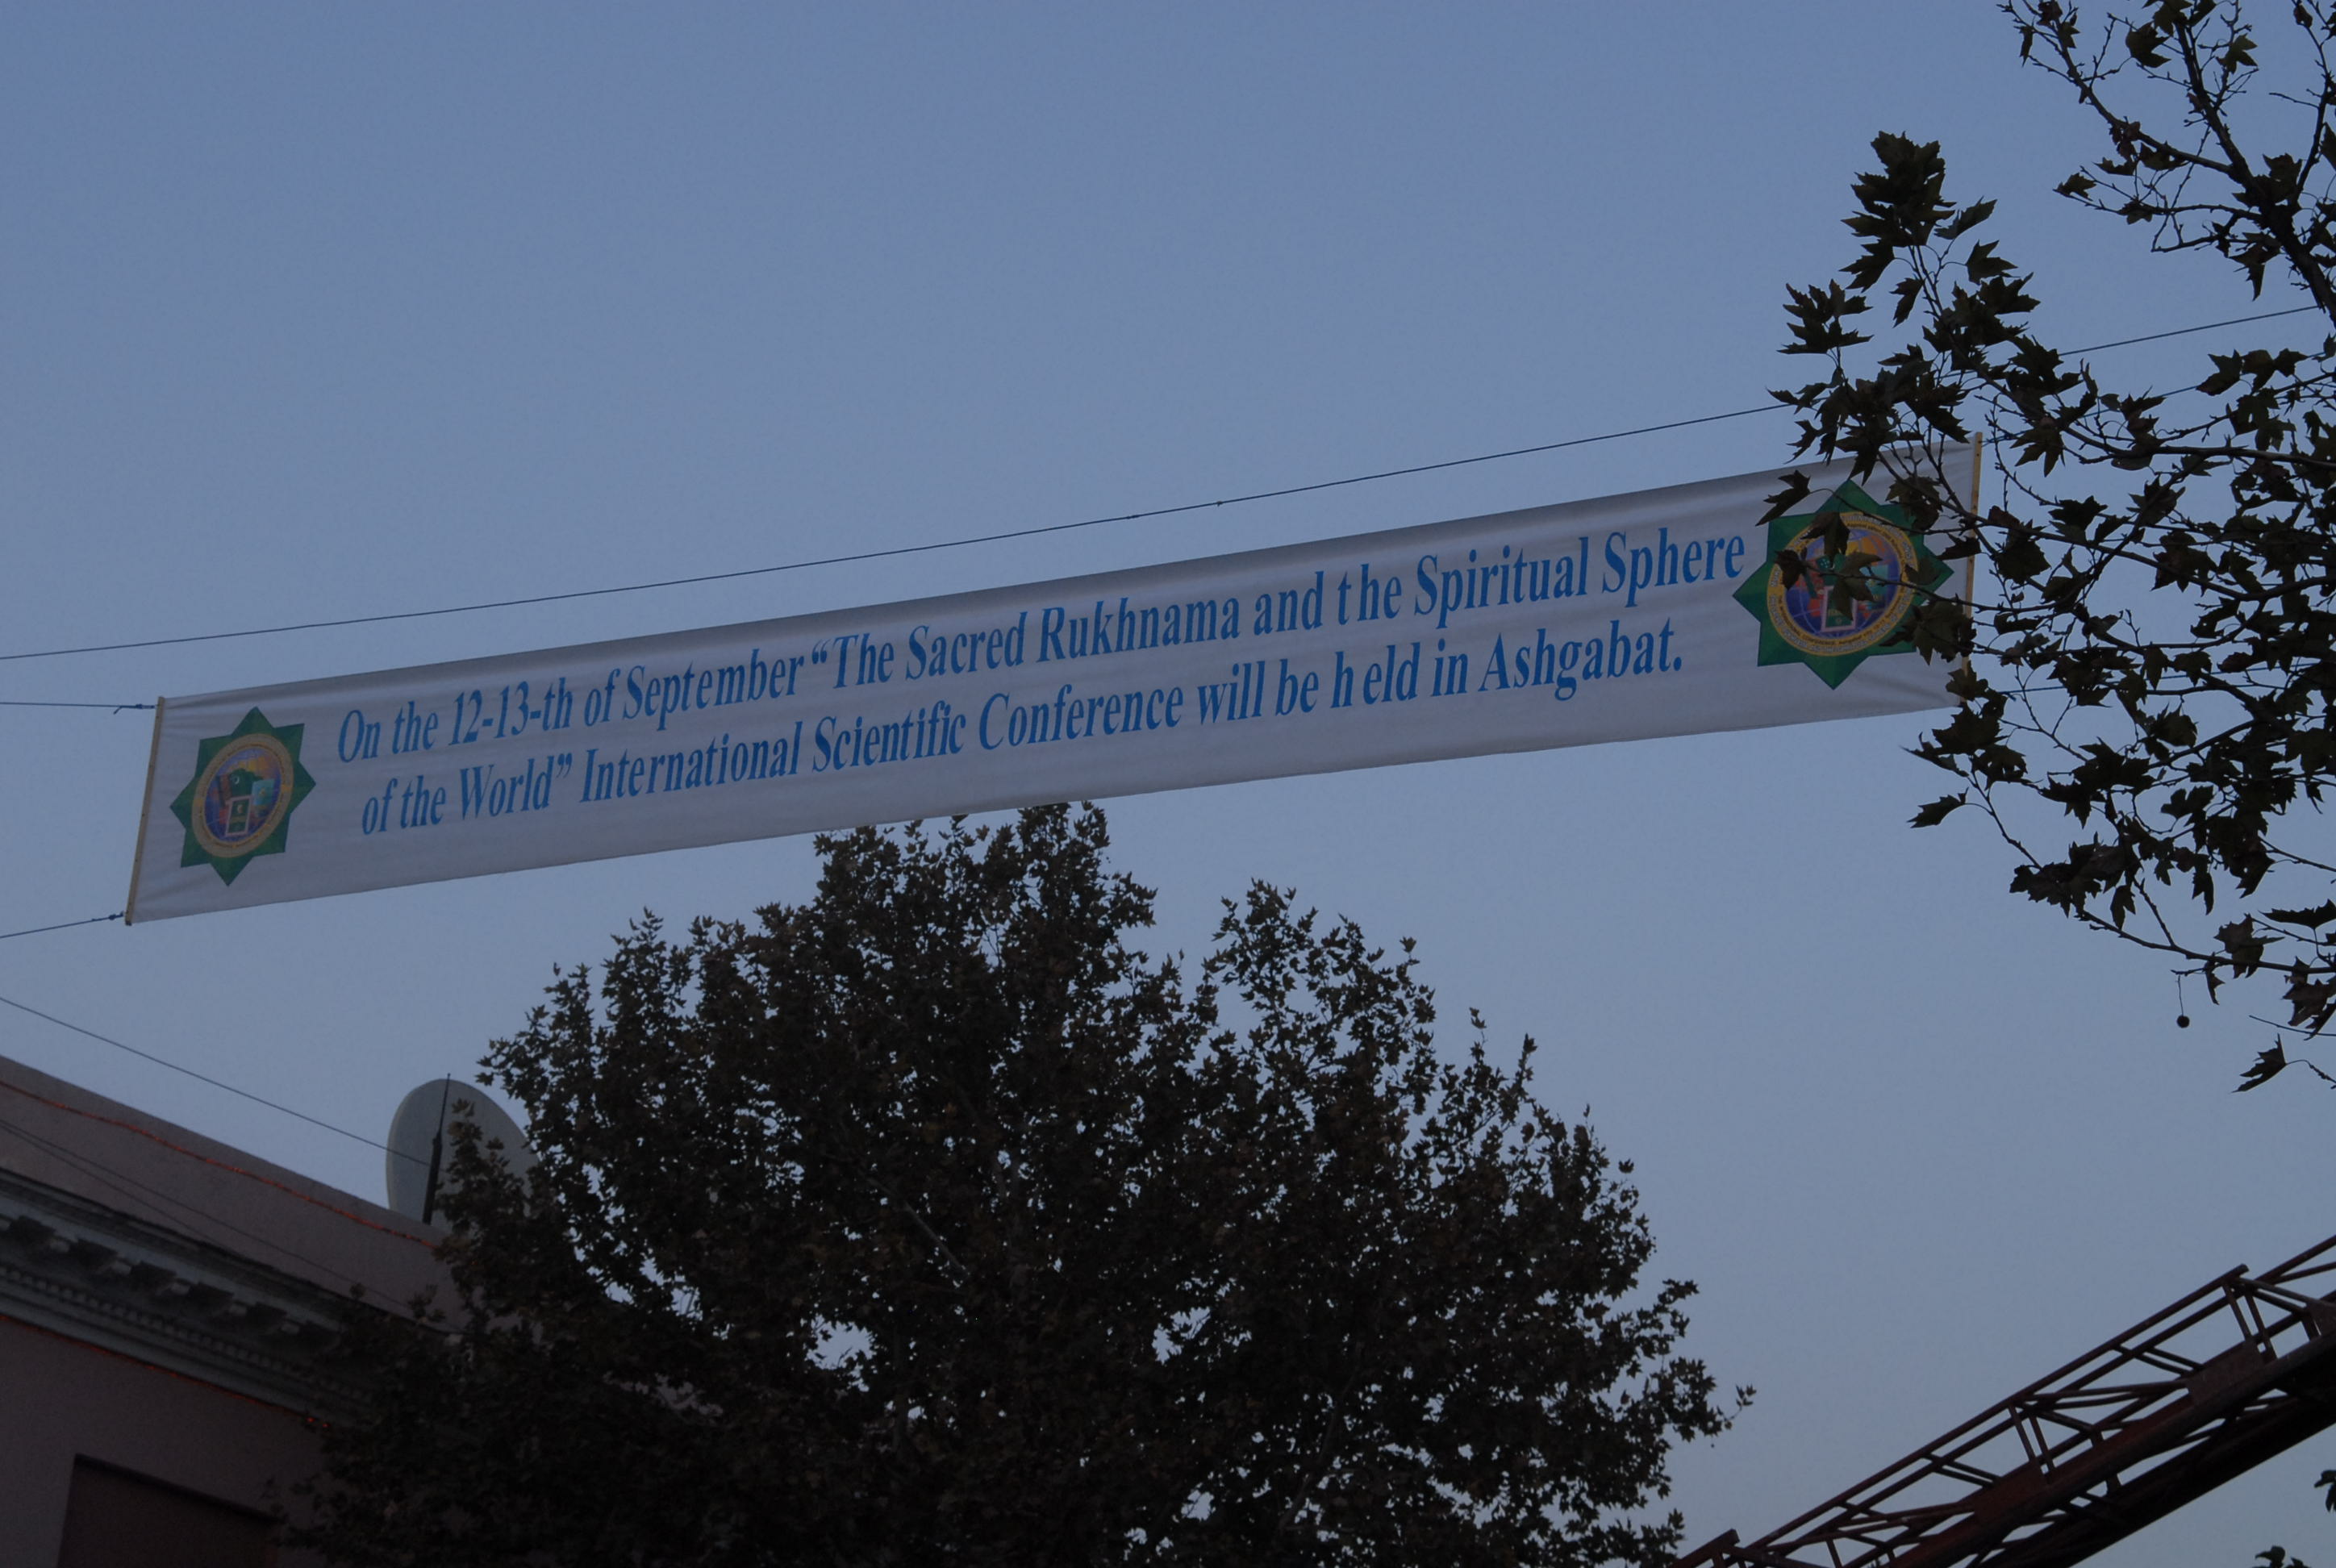 On the 12-13-th of September “The Sacred Rukhnama and the Spiritual Sphere
of the World” International Scientific Conference will be held in Ashgabat.